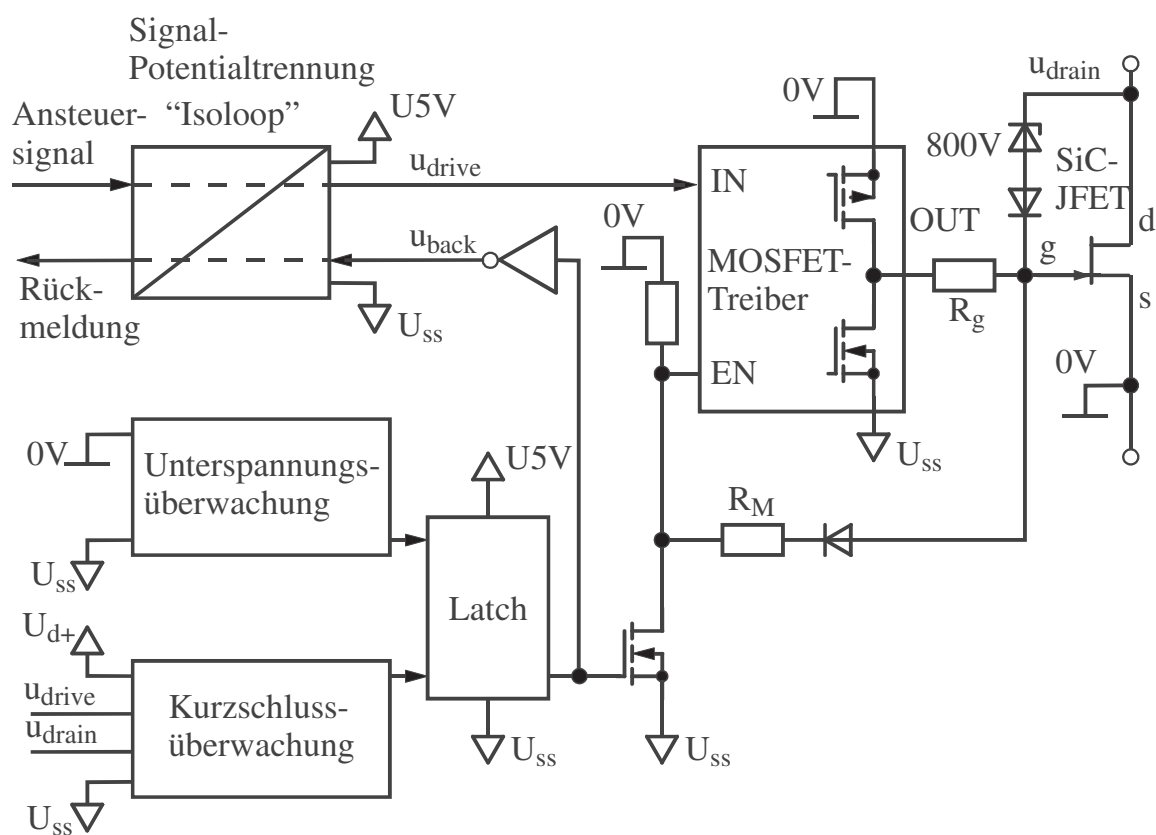 Signal-
Potentialtrennung
“Isoloop”
Ansteuer-
signal
U5V
u_drive
u_back
Rück-
meldung
U_ss
0V
0V
IN
MOSFET-
Treiber
EN
OUT
U_ss
R_g
u_drain
800V
SiC-
JFET
d
g
s
0V
0V
Unterspannungs-
überwachung
U_ss
U5V
Latch
U_ss
R_M
U_ss
U_d+
u_drive
u_drain
Kurzschluss-
überwachung
U_ss